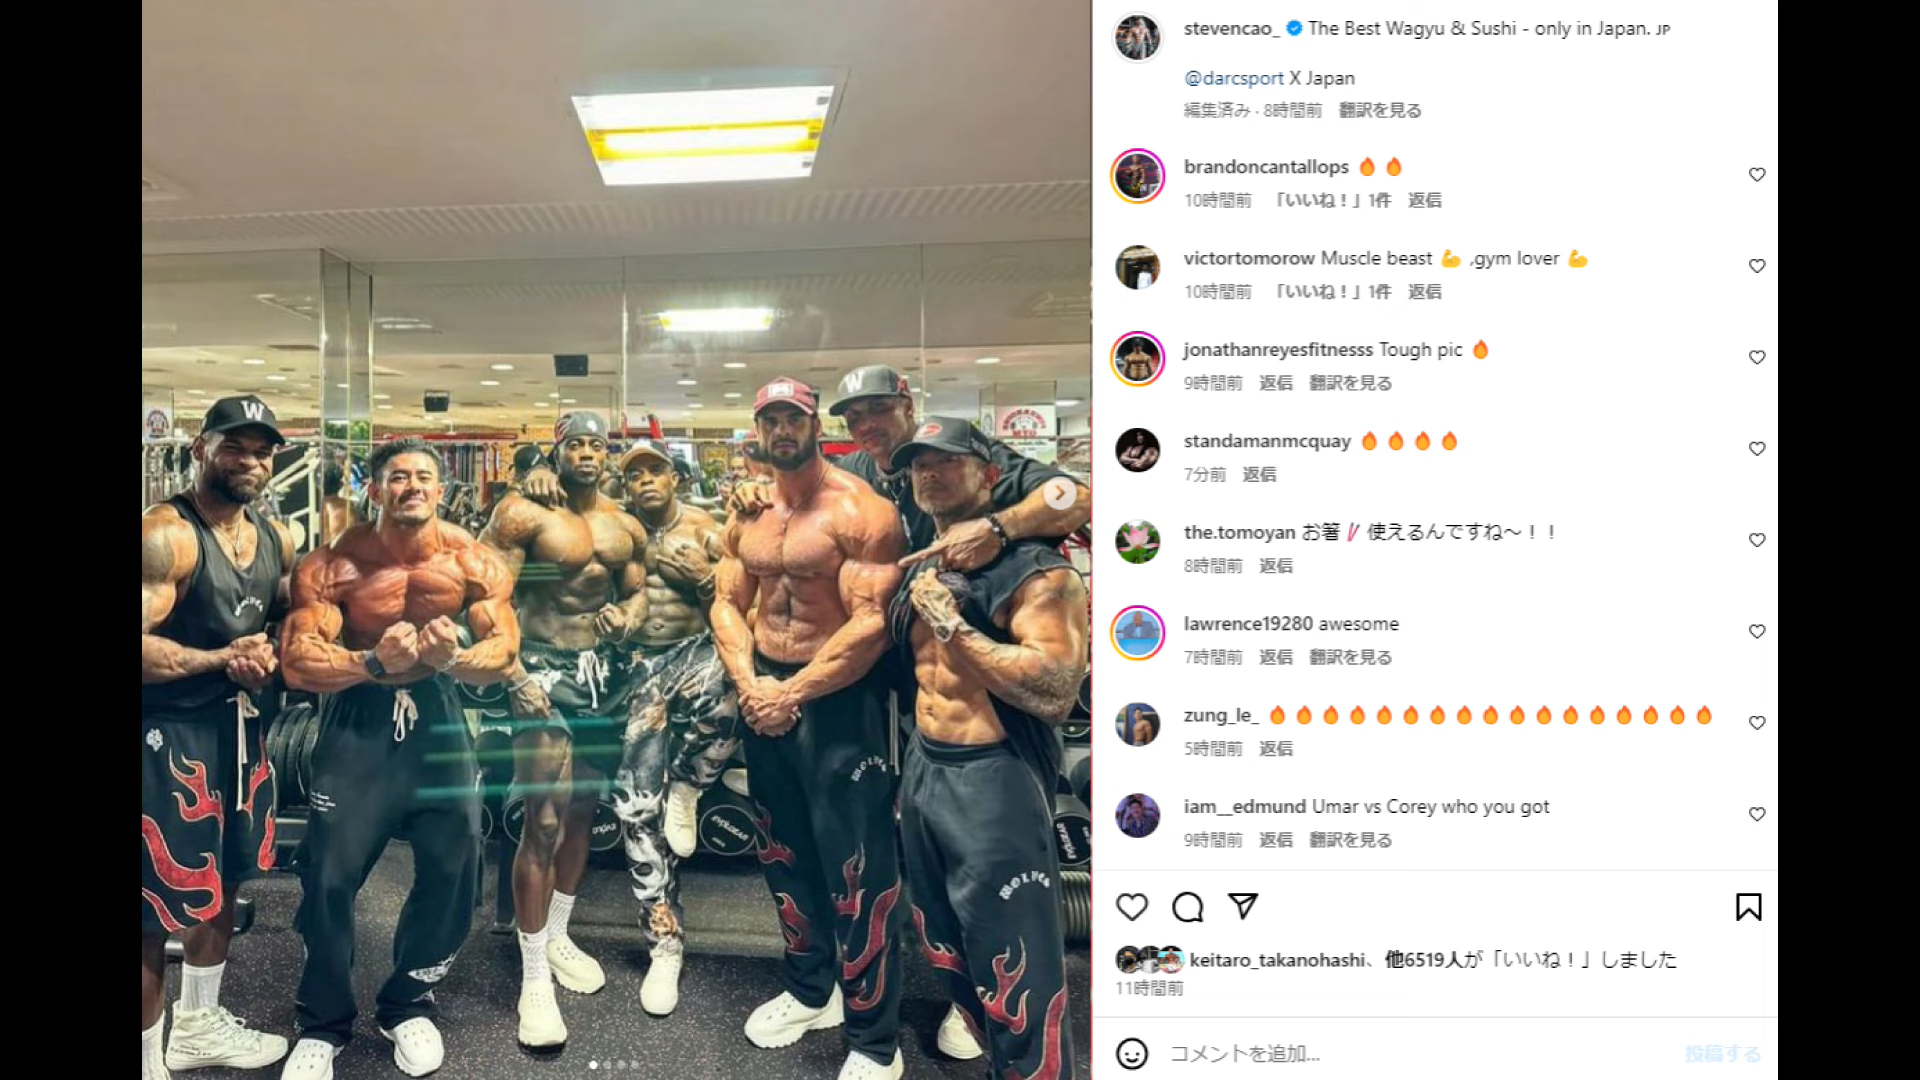 stevencao_ The Best Wagyu & Sushi - only in Japan. JP
@darcsport X Japan
編集済み · 8時間前 翻訳を見る
brandoncantallops 🔥 🔥
10時間前 「いいね！」1件 返信
victortomorow Muscle beast 💪 ,gym lover 💪
10時間前 「いいね！」1件 返信
jonathanreyesfitnesss Tough pic 🔥
9時間前 返信 翻訳を見る
standamanmcquay 🔥 🔥 🔥 🔥
7分前 返信
the.tomoyan お箸🥢使えるんですね〜！！
8時間前 返信
lawrence19280 awesome
7時間前 返信 翻訳を見る
zung_le_ 🔥 🔥 🔥 🔥 🔥 🔥 🔥 🔥 🔥 🔥 🔥 🔥 🔥 🔥 🔥 🔥 🔥
5時間前 返信
iam__edmund Umar vs Corey who you got
9時間前 返信 翻訳を見る
keitaro_takanohashi、他6519人が「いいね！」しました
11時間前
コメントを追加...
投稿する
W
W
WOLVES
WOLVES
WOLVES